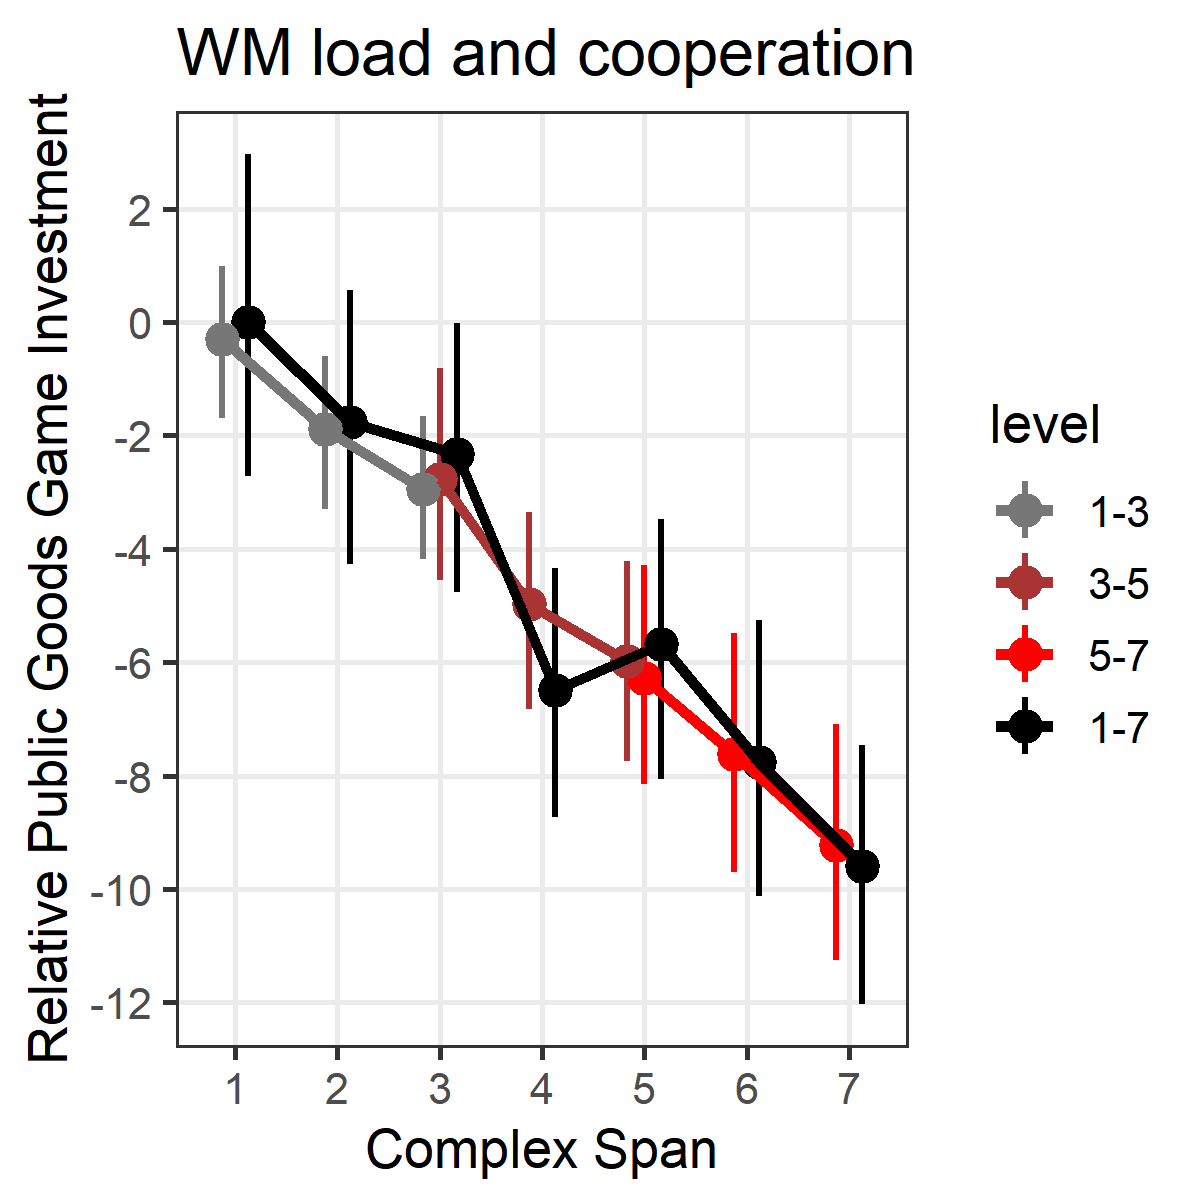 WM load and cooperation
Relative Public Goods Game Investment
2
0
-2
-4
-6
-8
-10
-12
1 2 3 4 5 6 7
Complex Span
level
1-3
3-5
5-7
1-7